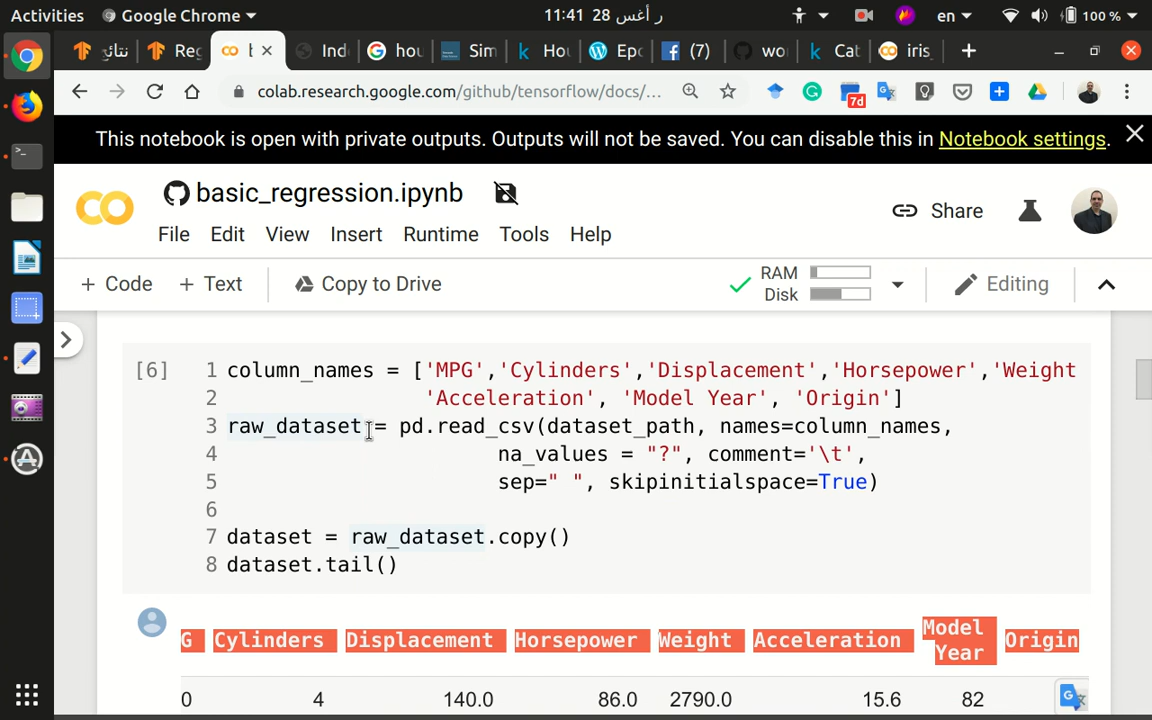 Activities Google Chrome ▾ 11:41 28 ر أغس en ▾ 100 % ▾
نتائج Reg Ind hou Sim Hou Epo (7) wo Cat iris_
colab.research.google.com/github/tensorflow/docs/... 7d
This notebook is open with private outputs. Outputs will not be saved. You can disable this in Notebook settings.
basic_regression.ipynb
Share
File Edit View Insert Runtime Tools Help
+ Code + Text Copy to Drive
RAM
Disk
Editing
[6] 1 column_names = ['MPG','Cylinders','Displacement','Horsepower','Weight
2 'Acceleration', 'Model Year', 'Origin']
3 raw_dataset = pd.read_csv(dataset_path, names=column_names,
4 na_values = "?", comment='\t',
5 sep=" ", skipinitialspace=True)
6
7 dataset = raw_dataset.copy()
8 dataset.tail()
G Cylinders Displacement Horsepower Weight Acceleration Model Year Origin
0 4 140.0 86.0 2790.0 15.6 82